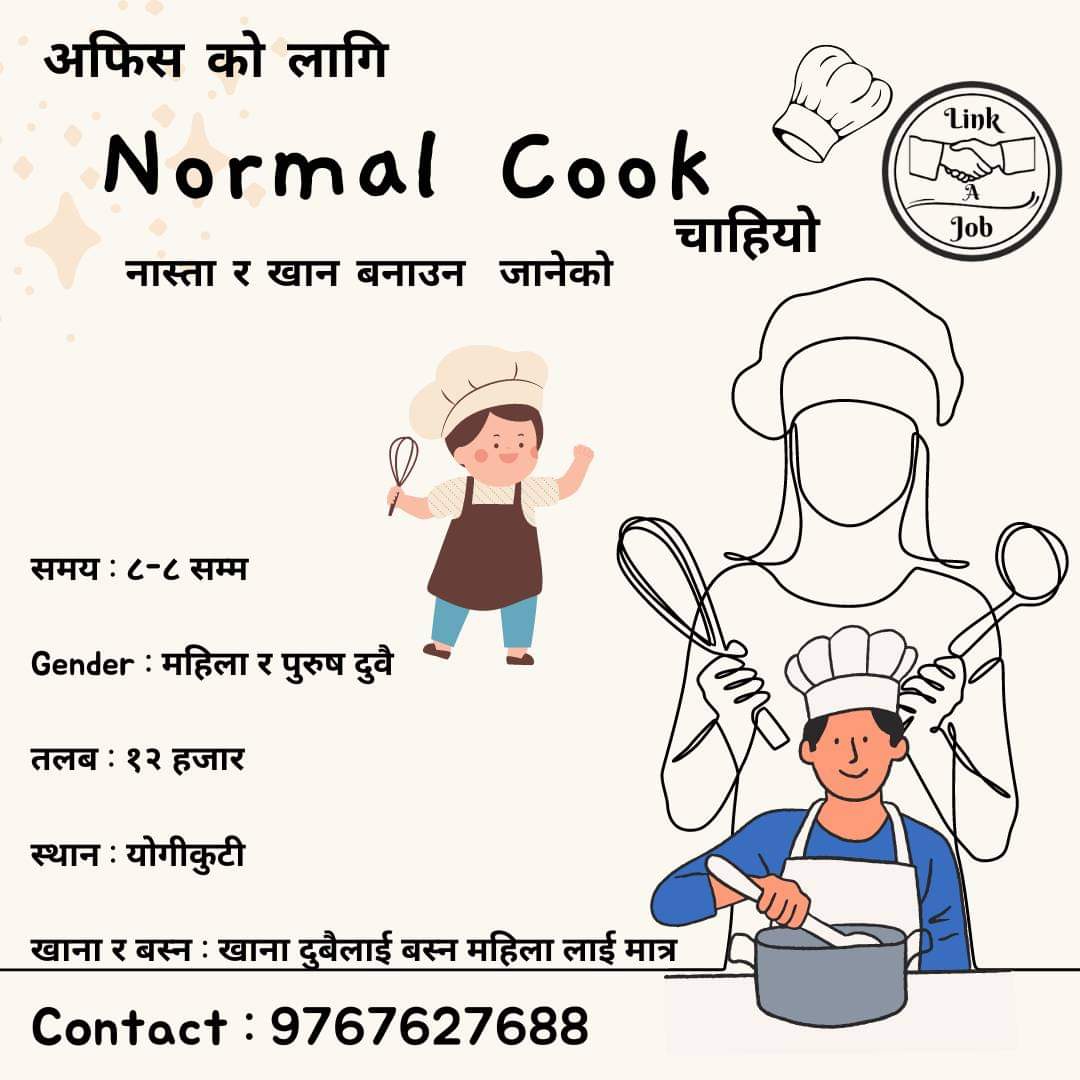 अफिस को लागि
Normal Cook
चाहियो
नास्ता र खान बनाउन जानेको
Link
A
Job
समय : ८-८ सम्म
Gender : महिला र पुरुष दुवै
तलब : १२ हजार
स्थान : योगीकुटी
खाना र बस्न : खाना दुबैलाई बस्न महिला लाई मात्र
Contact : 9767627688